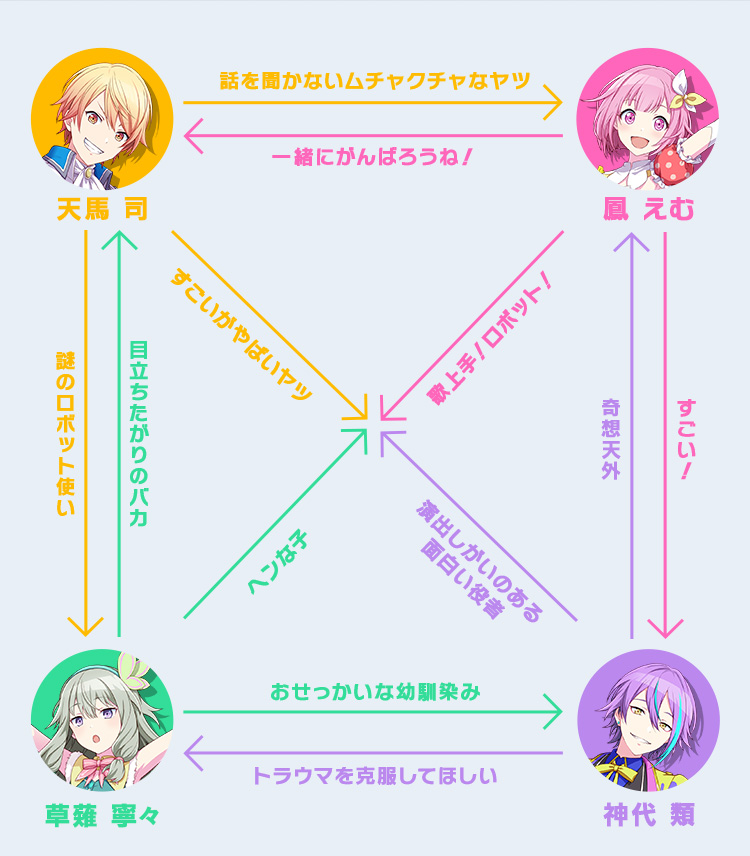 話を聞かないムチャクチャなヤツ
一緒にがんばろうね!
天馬 司
鳳 えむ
すごいがやばいヤツ
歌上手!ロボット!
謎のロボット使い
目立ちたがりのバカ
奇想天外
すごい!
ヘンな子
演出しがいのある
面白い役者
おせっかいな幼馴染み
トラウマを克服してほしい
草薙 寧々
神代 類